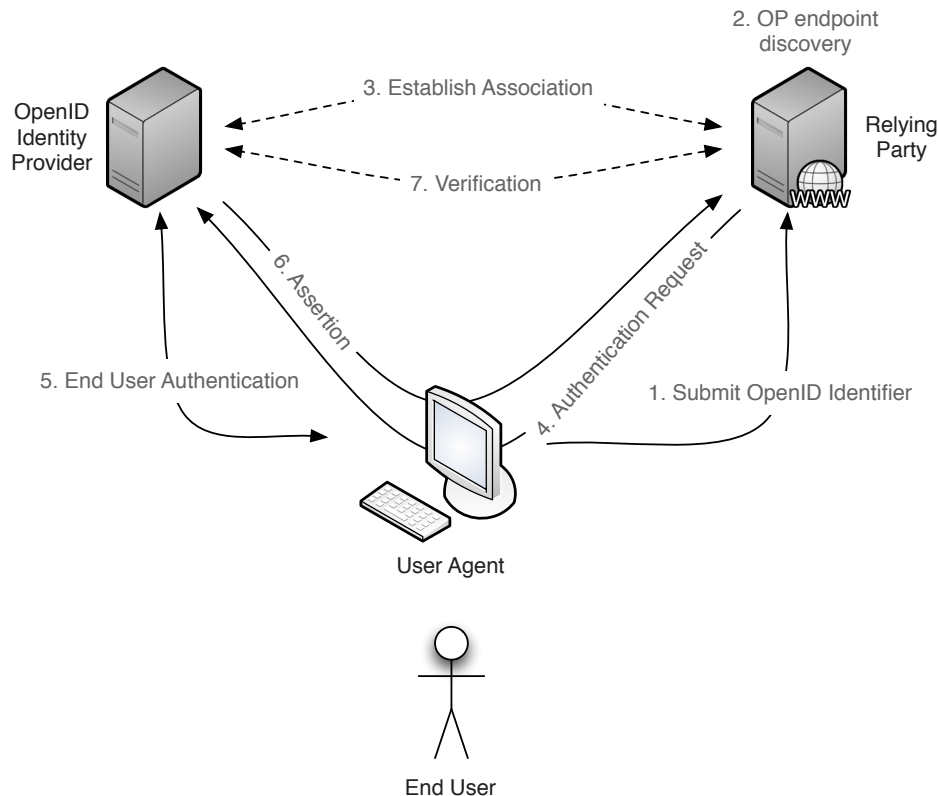 2. OP endpoint
discovery
3. Establish Association
OpenID
Identity
Provider
Relying
Party
7. Verification
WWW
6. Assertion
4. Authentication Request
5. End User Authentication
1. Submit OpenID Identifier
User Agent
End User